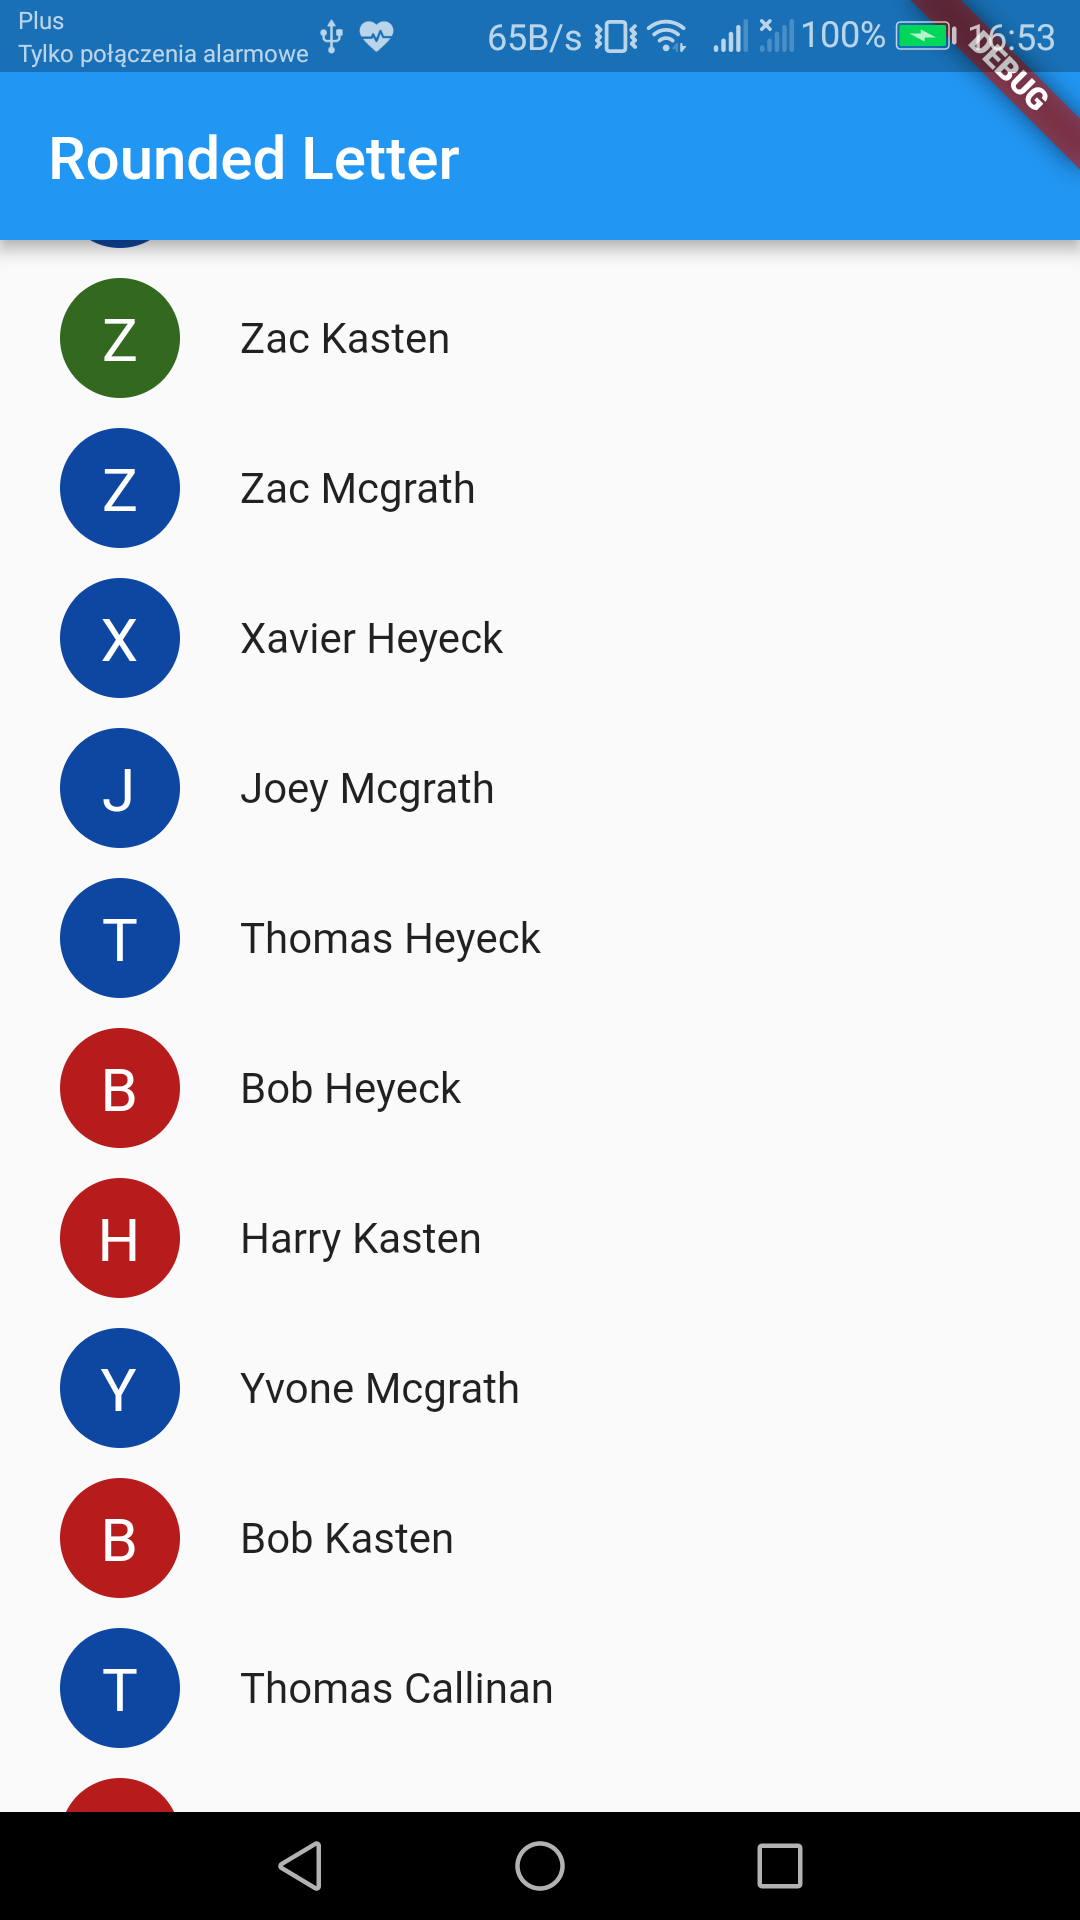 Plus
Tylko połączenia alarmowe
65B/s
100%
16:53
DEBUG
Rounded Letter
Z Zac Kasten
Z Zac Mcgrath
X Xavier Heyeck
J Joey Mcgrath
T Thomas Heyeck
B Bob Heyeck
H Harry Kasten
Y Yvone Mcgrath
B Bob Kasten
T Thomas Callinan